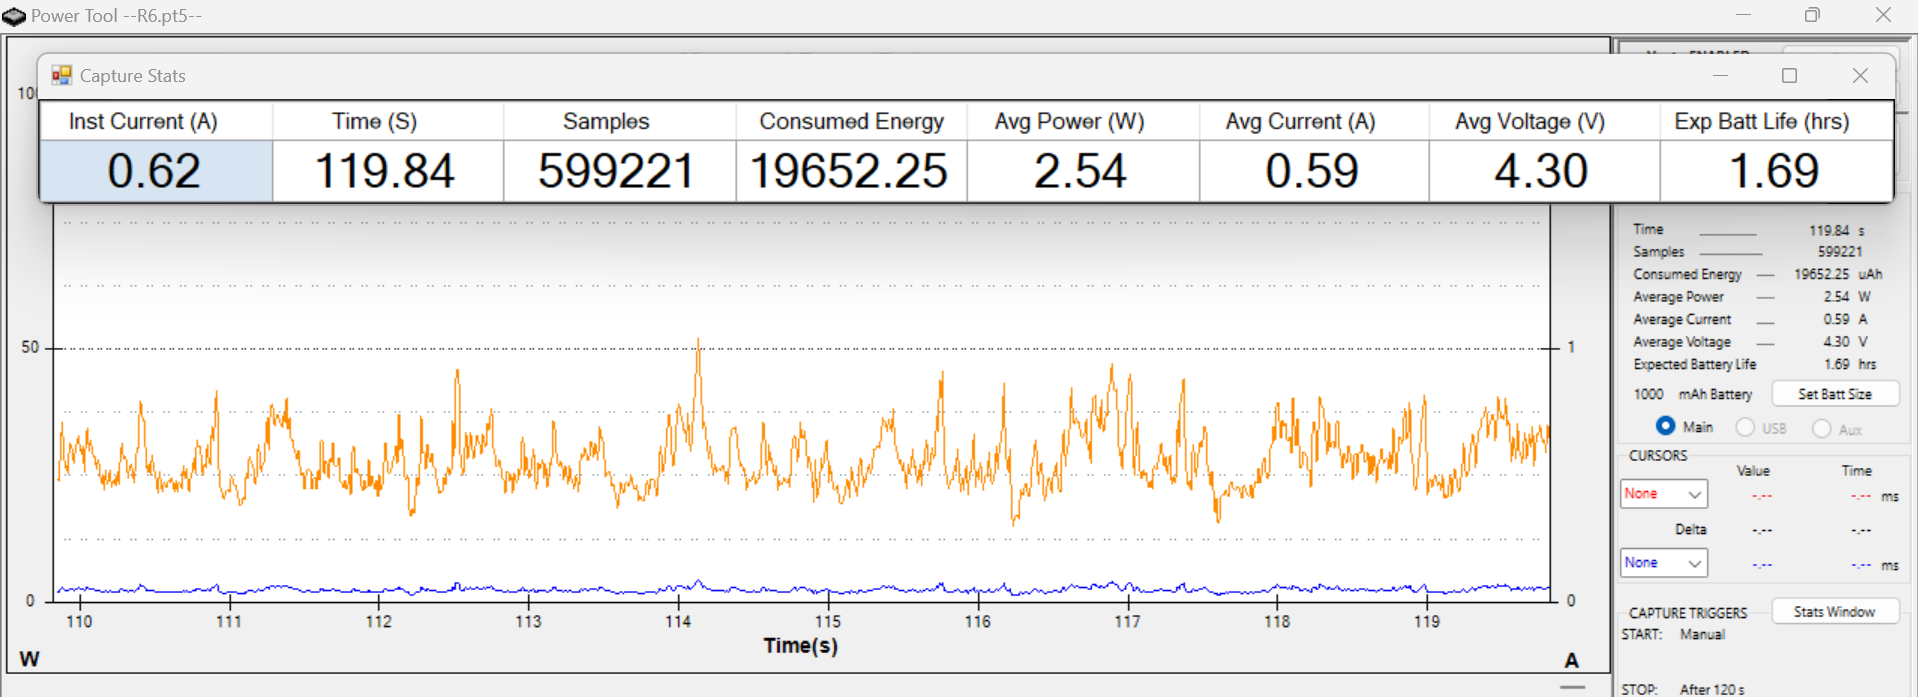 Power Tool --R6.pt5--
Capture Stats
Inst Current (A) Time (S) Samples Consumed Energy Avg Power (W) Avg Current (A) Avg Voltage (V) Exp Batt Life (hrs)
0.62 119.84 599221 19652.25 2.54 0.59 4.30 1.69
50
0
1
0
110 111 112 113 114 115 116 117 118 119
Time(s)
W
A
Time 119.84 s
Samples 599221
Consumed Energy 19652.25 uAh
Average Power 2.54 W
Average Current 0.59 A
Average Voltage 4.30 V
Expected Battery Life 1.69 hrs
1000 mAh Battery Set Batt Size
Main USB Aux
CURSORS
Value Time
None -.-- -.-- ms
Delta -.-- -.--
None -.-- -.-- ms
CAPTURE TRIGGERS Stats Window
START: Manual
STOP: After 120 s